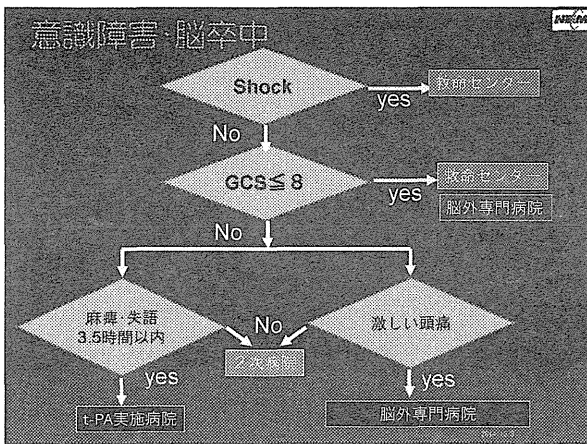 意識障害・脳卒中
Shock
yes
救命センター
No
GCS≦8
yes
救命センター
脳外専門病院
No
麻痺・失語
3.5時間以内
No
激しい頭痛
2次病院
yes
yes
t-PA実施病院
脳外専門病院